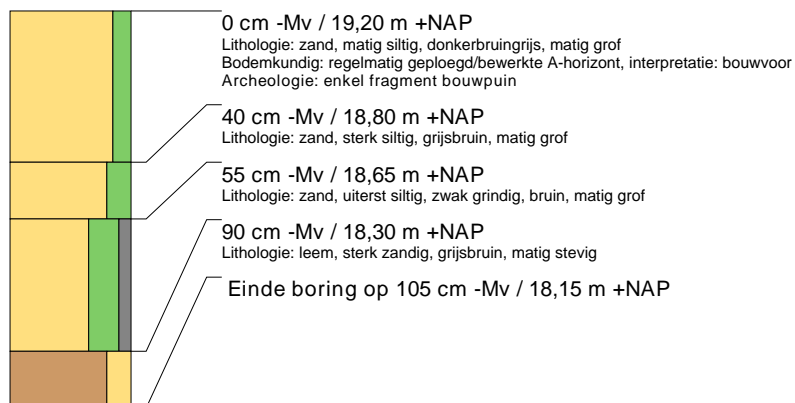 0 cm -Mv / 19,20 m +NAP
Lithologie: zand, matig siltig, donkerbruingrijs, matig grof
Bodemkundig: regelmatig geploegd/bewerkte A-horizont, interpretatie: bouwvoor
Archeologie: enkel fragment bouwpuin
40 cm -Mv / 18,80 m +NAP
Lithologie: zand, sterk siltig, grijsbruin, matig grof
55 cm -Mv / 18,65 m +NAP
Lithologie: zand, uiterst siltig, zwak grindig, bruin, matig grof
90 cm -Mv / 18,30 m +NAP
Lithologie: leem, sterk zandig, grijsbruin, matig stevig
Einde boring op 105 cm -Mv / 18,15 m +NAP